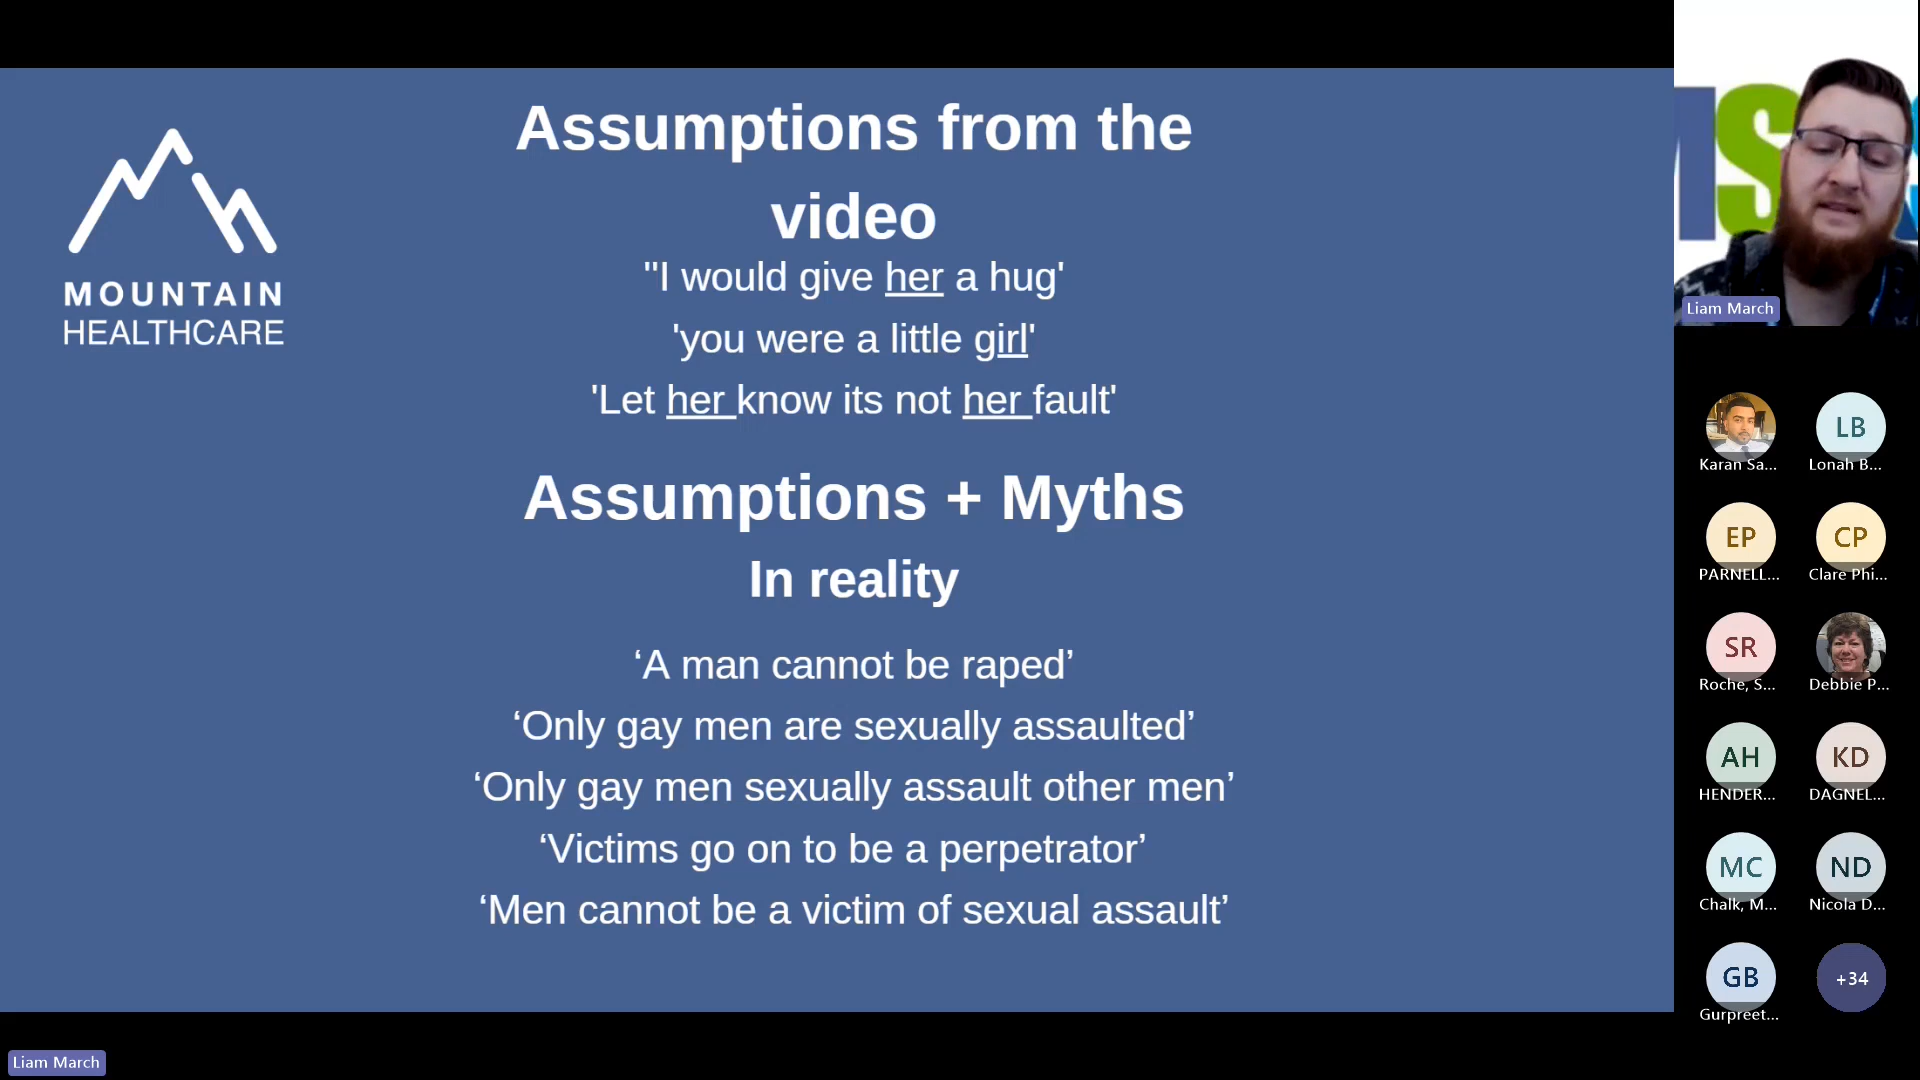 Assumptions from the
video
"I would give her a hug'
'you were a little girl'
'Let her know its not her fault'
Assumptions + Myths
In reality
‘A man cannot be raped’
‘Only gay men are sexually assaulted’
‘Only gay men sexually assault other men’
‘Victims go on to be a perpetrator’
‘Men cannot be a victim of sexual assault’
MOUNTAIN
HEALTHCARE
S
Liam March
Karan Sa...
LB
Lonah B...
EP
PARNELL...
CP
Clare Phi...
SR
Roche, S...
Debbie P...
AH
HENDER...
KD
DAGNEL...
MC
Chalk, M...
ND
Nicola D...
GB
Gurpreet...
+34
Liam March